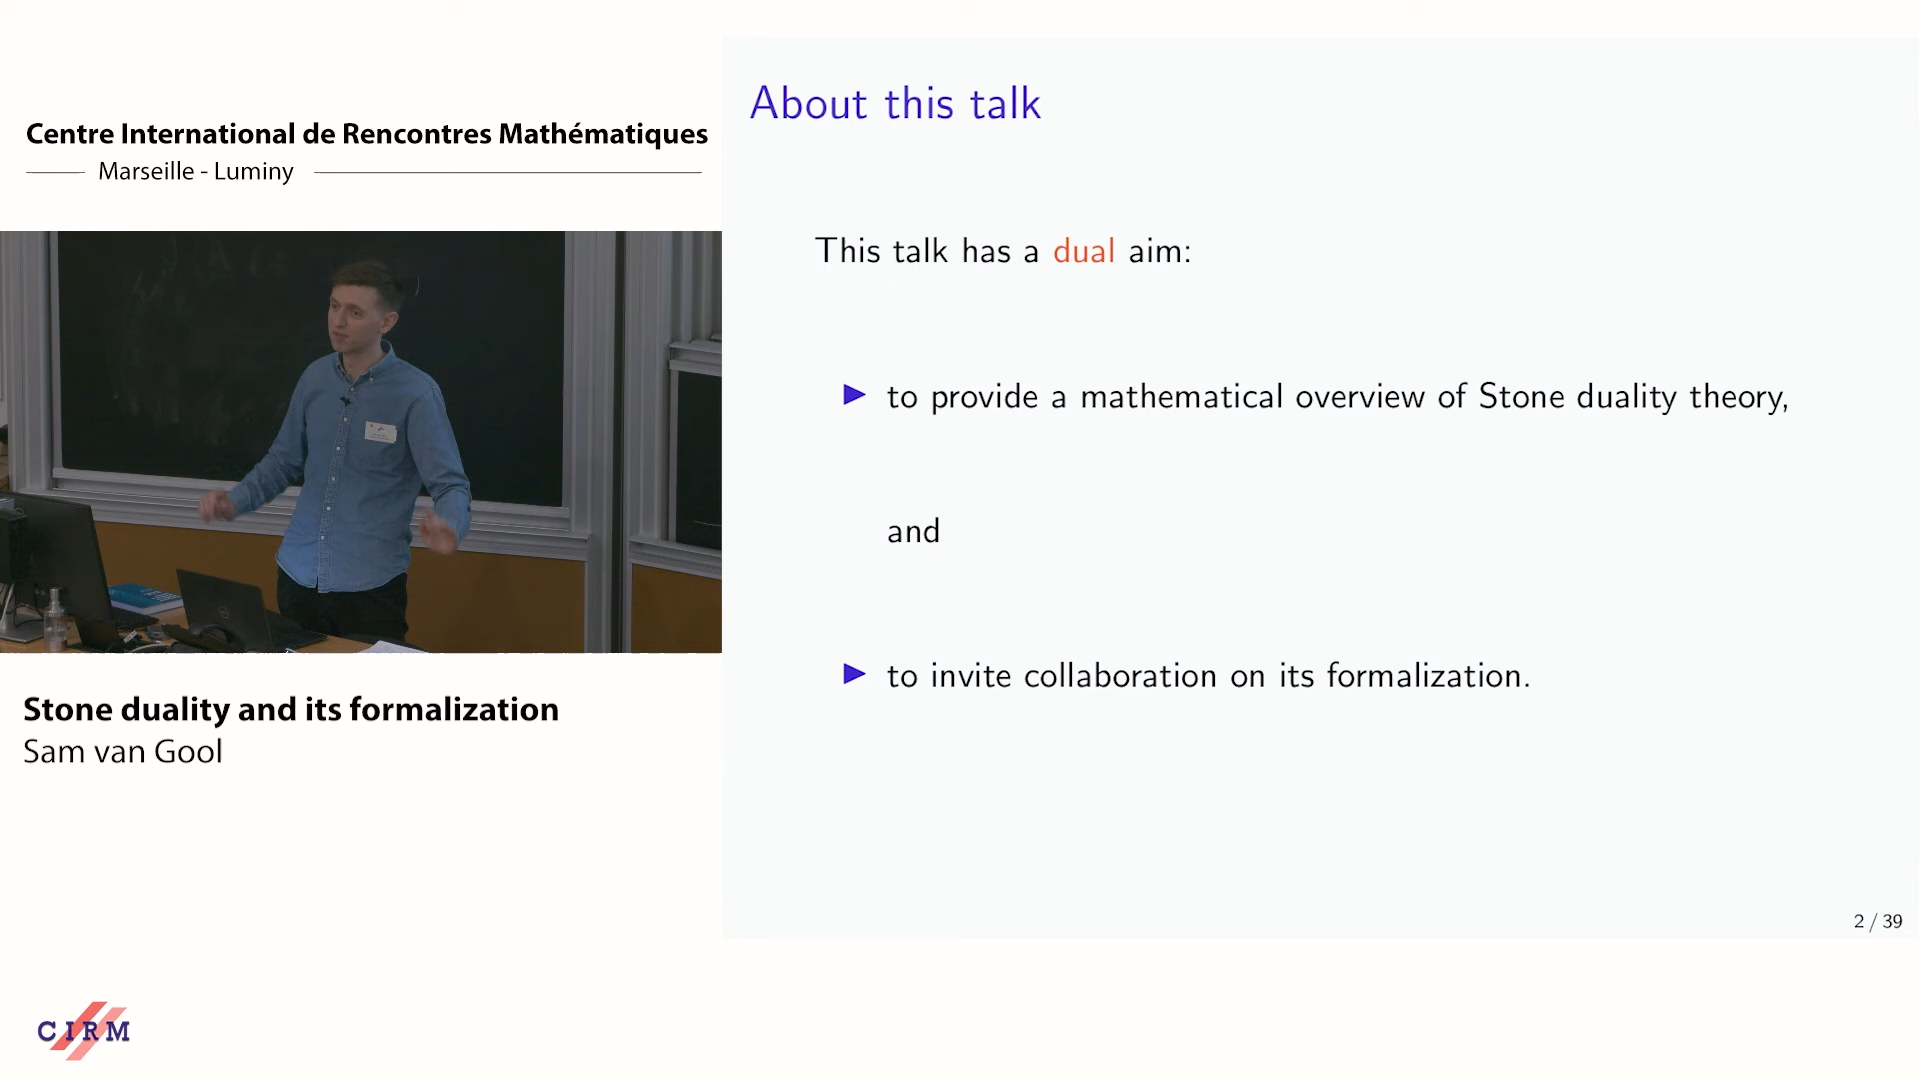 Centre International de Rencontres Mathématiques
Marseille - Luminy
Stone duality and its formalization
Sam van Gool
CIRM
About this talk
This talk has a dual aim:
▶ to provide a mathematical overview of Stone duality theory,
and
▶ to invite collaboration on its formalization.
2 / 39